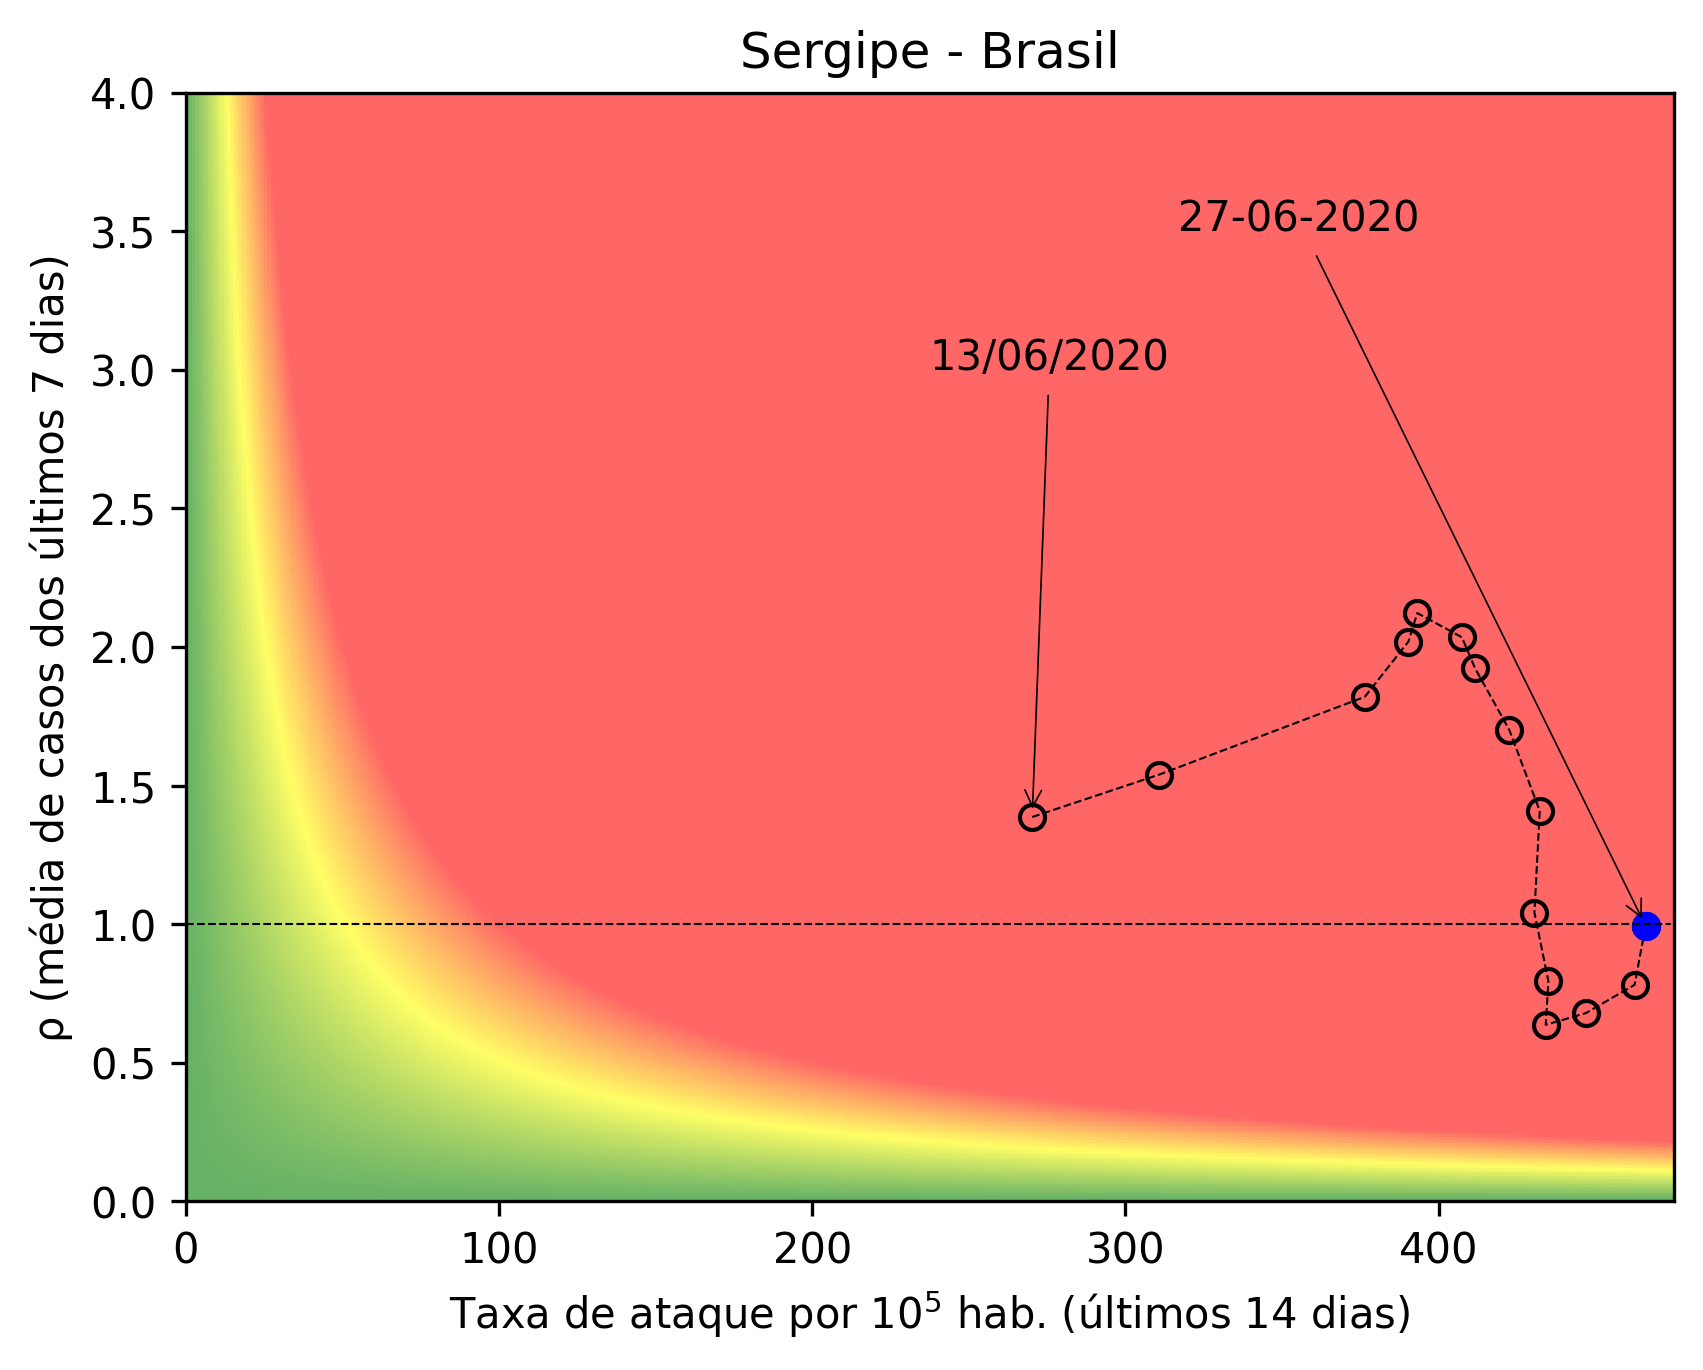 Sergipe - Brasil
4.0
3.5
3.0
2.5
2.0
1.5
1.0
0.5
0.0
ρ (média de casos dos últimos 7 dias)
27-06-2020
13/06/2020
0 100 200 300 400
Taxa de ataque por 10⁵ hab. (últimos 14 dias)